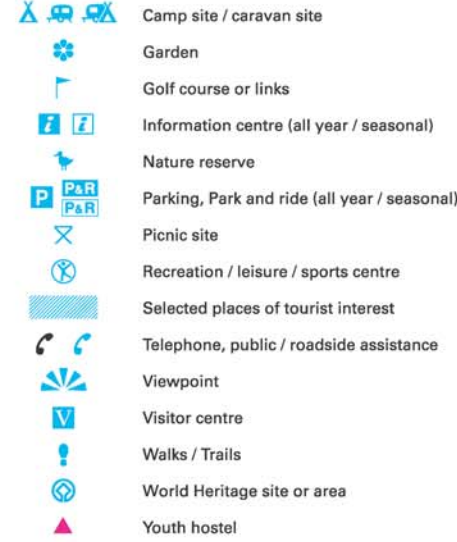 Camp site / caravan site
Garden
Golf course or links
i i Information centre (all year / seasonal)
Nature reserve
P P&R P&R Parking, Park and ride (all year / seasonal)
Picnic site
Recreation / leisure / sports centre
Selected places of tourist interest
Telephone, public / roadside assistance
Viewpoint
V Visitor centre
Walks / Trails
World Heritage site or area
Youth hostel